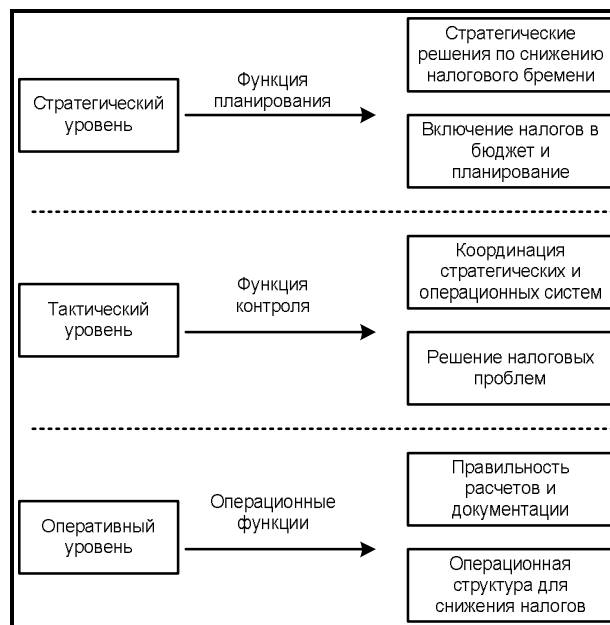 Стратегический
уровень
Функция
планирования
Стратегические
решения по снижению
налогового бремени
Включение налогов в
бюджет и
планирование
Тактический
уровень
Функция
контроля
Координация
стратегических и
операционных систем
Решение налоговых
проблем
Оперативный
уровень
Операционные
функции
Правильность
расчетов и
документации
Операционная
структура для
снижения налогов